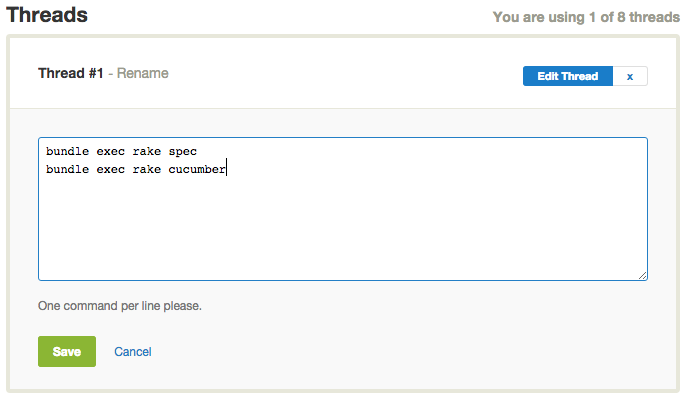 Threads
You are using 1 of 8 threads
Thread #1 - Rename
Edit Thread
x
bundle exec rake spec
bundle exec rake cucumber
One command per line please.
Save
Cancel